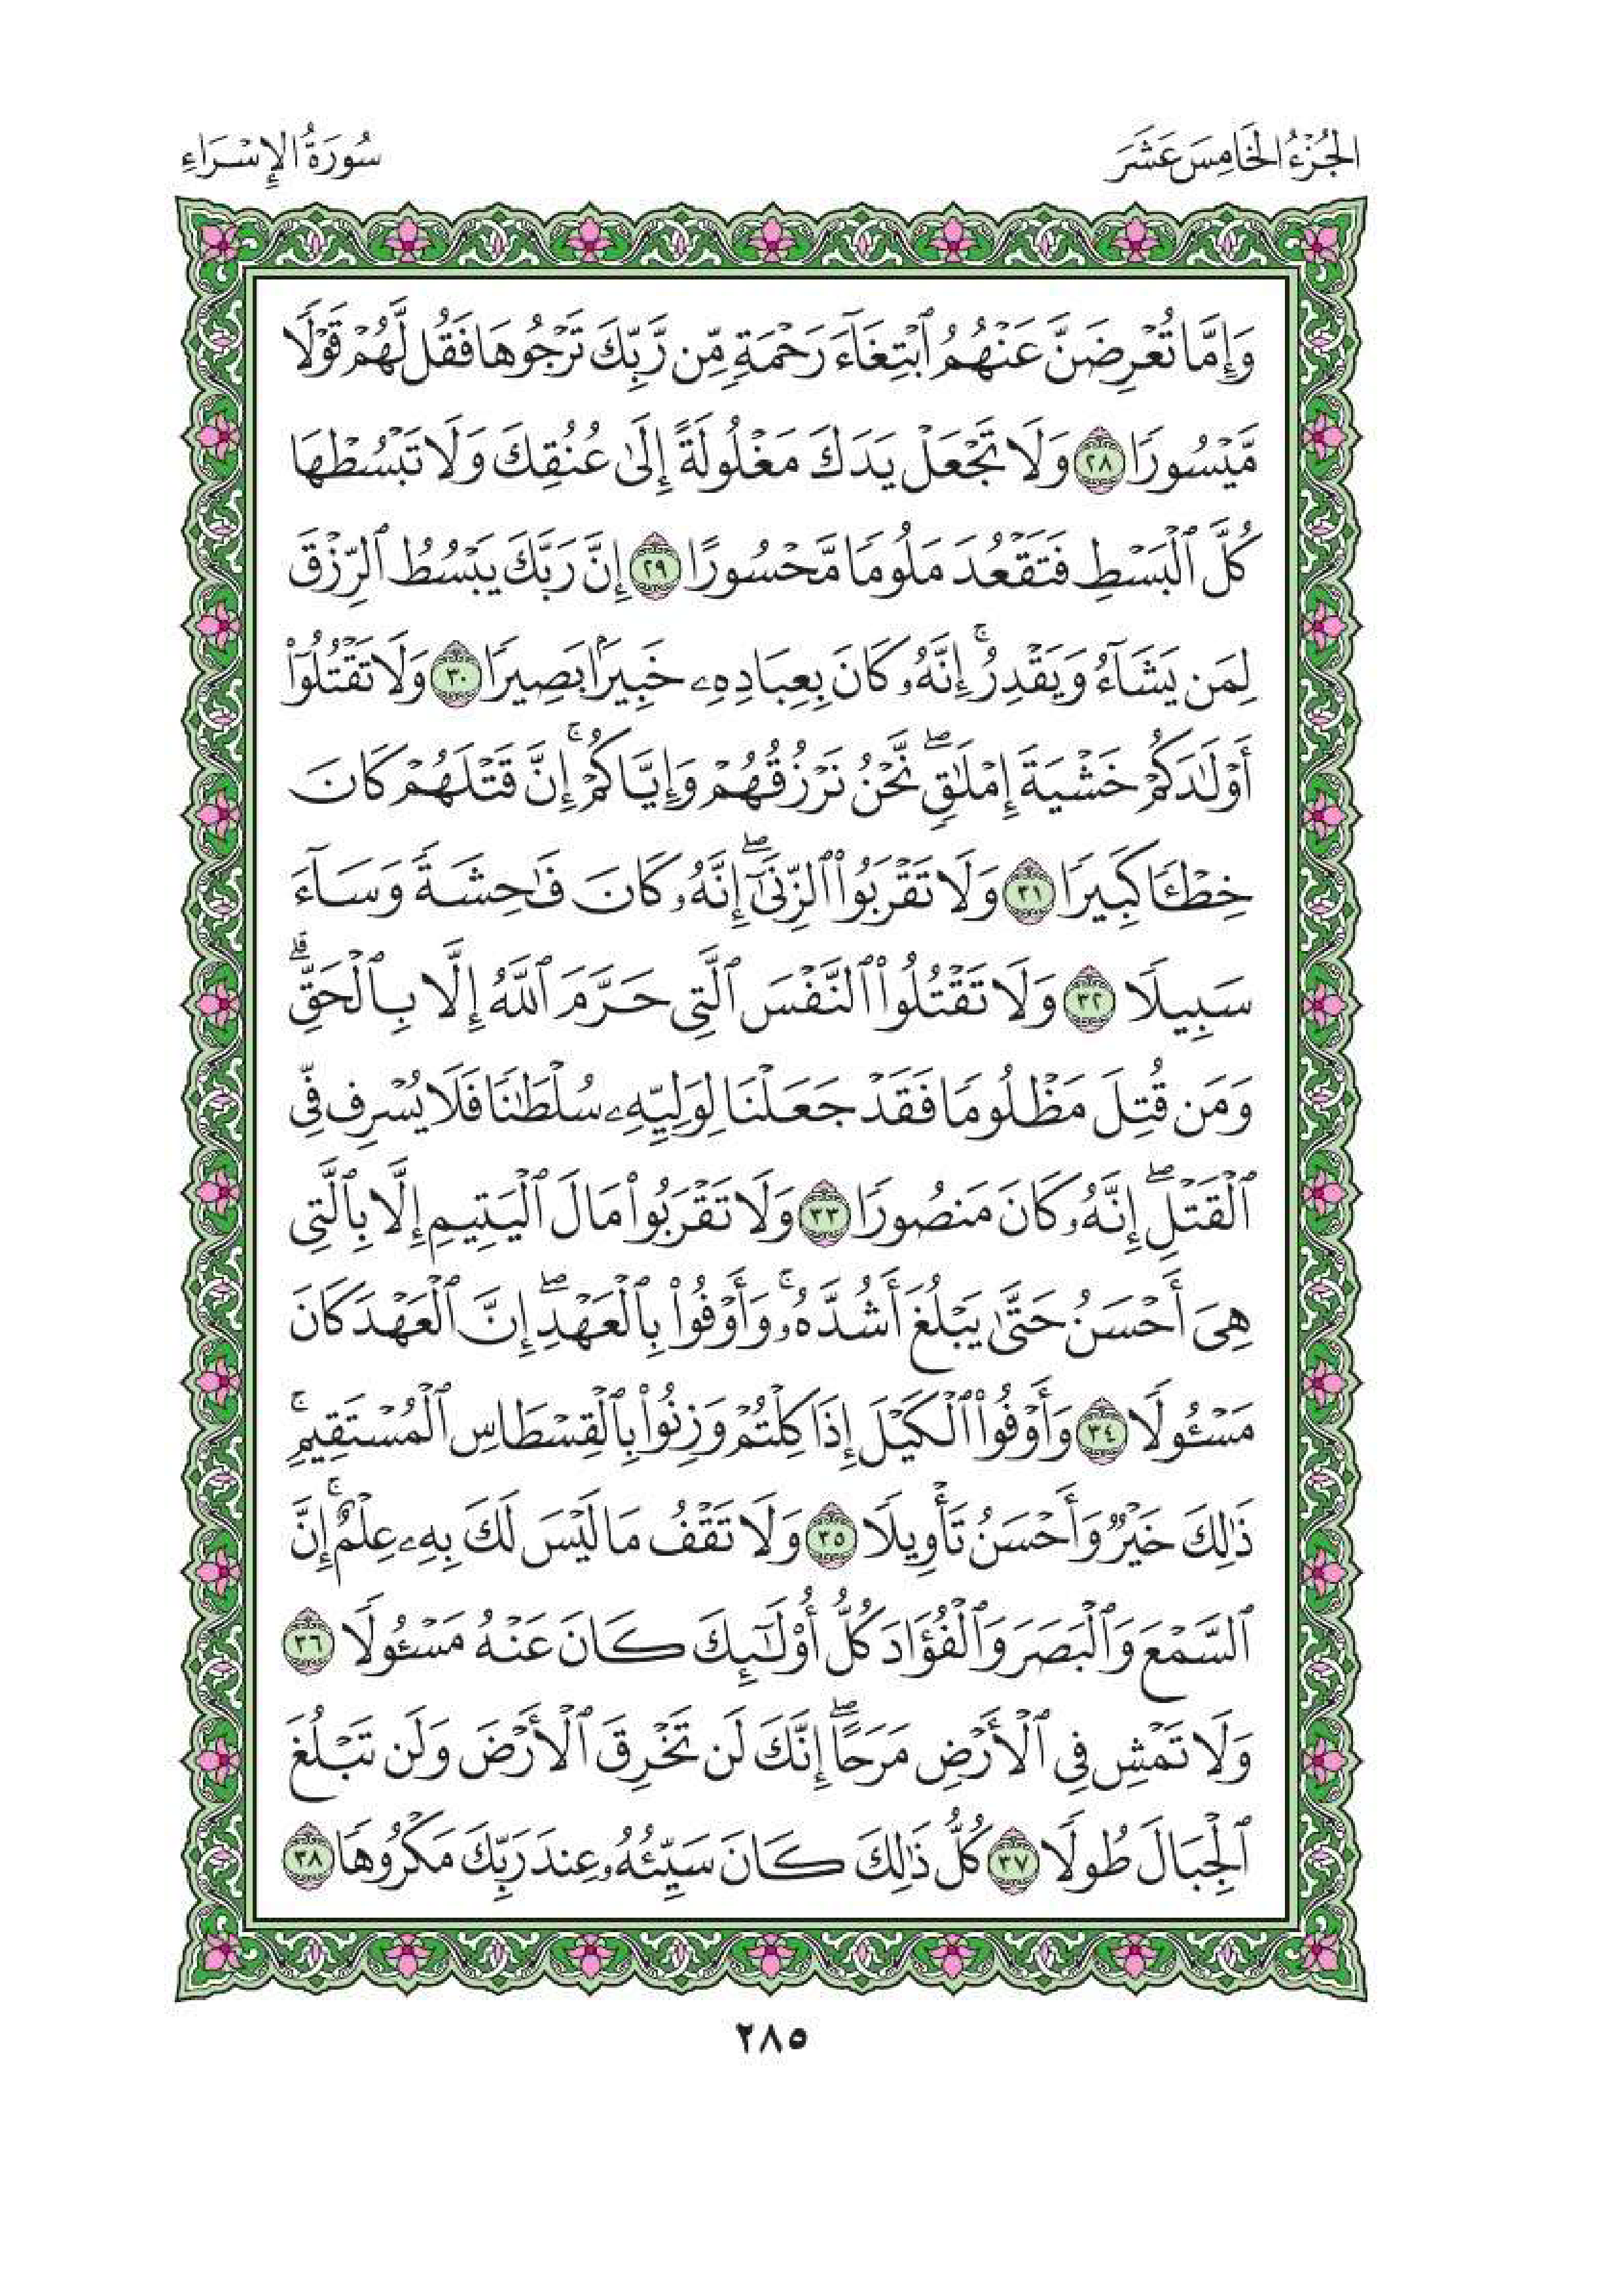 الجُزْءُ الخَامِسَ عَشَرَ
سُورَةُ الإِسْرَاءِ
وَإِمَّا تُعْرِضَنَّ عَنْهُمُ ٱبْتِغَآءَ رَحْمَةٍ مِّن رَّبِّكَ تَرْجُوهَا فَقُل لَّهُمْ قَوْلًا
مَّيْسُورًا ٢٨ وَلَا تَجْعَلْ يَدَكَ مَغْلُولَةً إِلَىٰ عُنُقِكَ وَلَا تَبْسُطْهَا
كُلَّ ٱلْبَسْطِ فَتَقْعُدَ مَلُومًا مَّحْسُورًا ٢٩ إِنَّ رَبَّكَ يَبْسُطُ ٱلرِّزْقَ
لِمَن يَشَآءُ وَيَقْدِرُ ۚ إِنَّهُۥ كَانَ بِعِبَادِهِۦ خَبِيرًۢا بَصِيرًا ٣٠ وَلَا تَقْتُلُوٓا۟
أَوْلَٰدَكُمْ خَشْيَةَ إِمْلَٰقٍ ۖ نَّحْنُ نَرْزُقُهُمْ وَإِيَّاكُمْ ۚ إِنَّ قَتْلَهُمْ كَانَ
خِطْـًٔا كَبِيرًا ٣١ وَلَا تَقْرَبُوا۟ ٱلزِّنَىٰٓ ۖ إِنَّهُۥ كَانَ فَٰحِشَةً وَسَآءَ
سَبِيلًا ٣٢ وَلَا تَقْتُلُوا۟ ٱلنَّفْسَ ٱلَّتِى حَرَّمَ ٱللَّهُ إِلَّا بِٱلْحَقِّ ۗ
وَمَن قُتِلَ مَظْلُومًا فَقَدْ جَعَلْنَا لِوَلِيِّهِۦ سُلْطَٰنًا فَلَا يُسْرِف فِّى
ٱلْقَتْلِ ۖ إِنَّهُۥ كَانَ مَنصُورًا ٣٣ وَلَا تَقْرَبُوا۟ مَالَ ٱلْيَتِيمِ إِلَّا بِٱلَّتِى
هِىَ أَحْسَنُ حَتَّىٰ يَبْلُغَ أَشُدَّهُۥ ۚ وَأَوْفُوا۟ بِٱلْعَهْدِ ۖ إِنَّ ٱلْعَهْدَ كَانَ
مَسْـُٔولًا ٣٤ وَأَوْفُوا۟ ٱلْكَيْلَ إِذَا كِلْتُمْ وَزِنُوا۟ بِٱلْقِسْطَاسِ ٱلْمُسْتَقِيمِ ۚ
ذَٰلِكَ خَيْرٌ وَأَحْسَنُ تَأْوِيلًا ٣٥ وَلَا تَقْفُ مَا لَيْسَ لَكَ بِهِۦ عِلْمٌ ۚ إِنَّ
ٱلسَّمْعَ وَٱلْبَصَرَ وَٱلْفُؤَادَ كُلُّ أُو۟لَٰٓئِكَ كَانَ عَنْهُ مَسْـُٔولًا ٣٦
وَلَا تَمْشِ فِى ٱلْأَرْضِ مَرَحًا ۖ إِنَّكَ لَن تَخْرِقَ ٱلْأَرْضَ وَلَن تَبْلُغَ
ٱلْجِبَالَ طُولًا ٣٧ كُلُّ ذَٰلِكَ كَانَ سَيِّئُهُۥ عِندَ رَبِّكَ مَكْرُوهًا ٣٨
٢٨٥